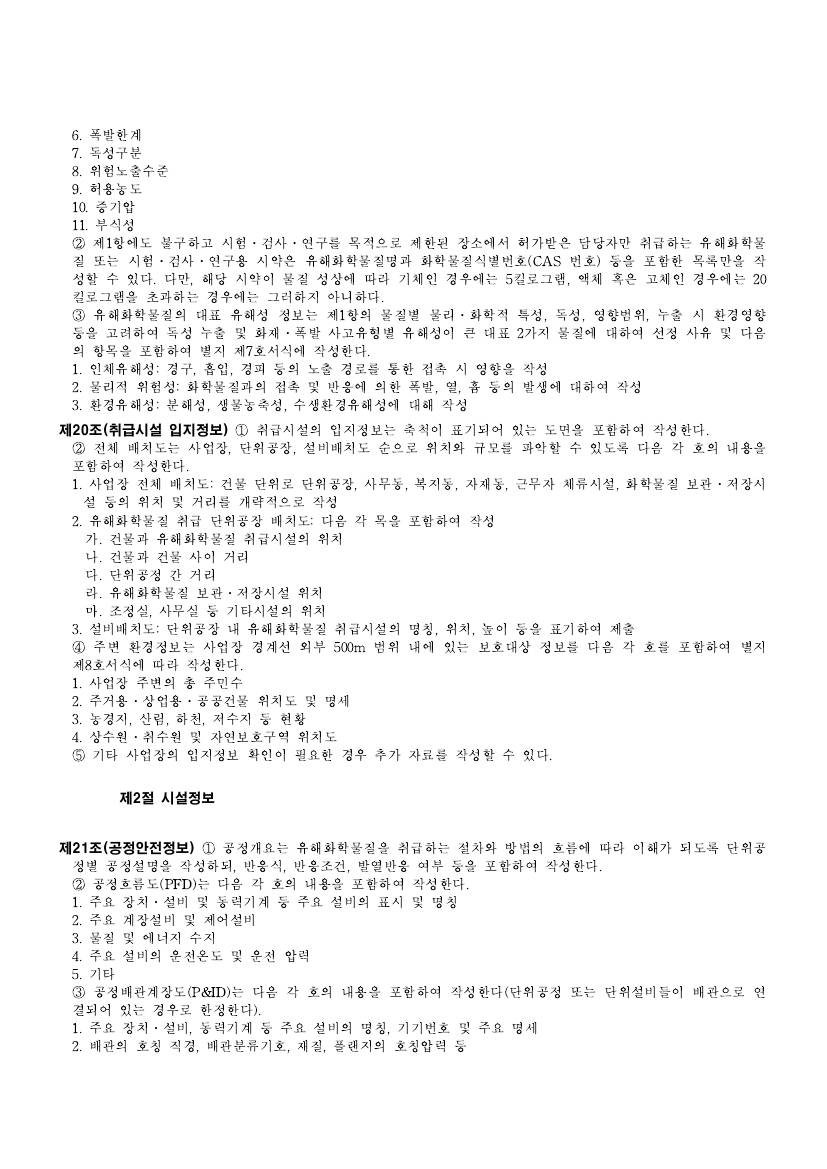 6. 폭발한계
7. 독성구분
8. 위험노출수준
9. 허용농도
10. 증기압
11. 부식성
② 제1항에도 불구하고 시험·검사·연구를 목적으로 제한된 장소에서 허가받은 담당자만 취급하는 유해화학물
질 또는 시험·검사·연구용 시약은 유해화학물질명과 화학물질식별번호(CAS 번호) 등을 포함한 목록만을 작
성할 수 있다. 다만, 해당 시약이 물질 성상에 따라 기체인 경우에는 5킬로그램, 액체 혹은 고체인 경우에는 20
킬로그램을 초과하는 경우에는 그러하지 아니하다.
③ 유해화학물질의 대표 유해성 정보는 제1항의 물질별 물리·화학적 특성, 독성, 영향범위, 누출 시 환경영향
등을 고려하여 독성 누출 및 화재·폭발 사고유형별 유해성이 큰 대표 2가지 물질에 대하여 선정 사유 및 다음
의 항목을 포함하여 별지 제7호서식에 작성한다.
1. 인체유해성: 경구, 흡입, 경피 등의 노출 경로를 통한 접촉 시 영향을 작성
2. 물리적 위험성: 화학물질과의 접촉 및 반응에 의한 폭발, 열, 흄 등의 발생에 대하여 작성
3. 환경유해성: 분해성, 생물농축성, 수생환경유해성에 대해 작성
제20조(취급시설 입지정보) ① 취급시설의 입지정보는 축척이 표기되어 있는 도면을 포함하여 작성한다.
② 전체 배치도는 사업장, 단위공장, 설비배치도 순으로 위치와 규모를 파악할 수 있도록 다음 각 호의 내용을
포함하여 작성한다.
1. 사업장 전체 배치도: 건물 단위로 단위공장, 사무동, 복지동, 자재동, 근무자 체류시설, 화학물질 보관·저장시
설 등의 위치 및 거리를 개략적으로 작성
2. 유해화학물질 취급 단위공장 배치도: 다음 각 목을 포함하여 작성
가. 건물과 유해화학물질 취급시설의 위치
나. 건물과 건물 사이 거리
다. 단위공정 간 거리
라. 유해화학물질 보관·저장시설 위치
마. 조정실, 사무실 등 기타시설의 위치
3. 설비배치도: 단위공장 내 유해화학물질 취급시설의 명칭, 위치, 높이 등을 표기하여 제출
④ 주변 환경정보는 사업장 경계선 외부 500m 범위 내에 있는 보호대상 정보를 다음 각 호를 포함하여 별지
제8호서식에 따라 작성한다.
1. 사업장 주변의 총 주민수
2. 주거용·상업용·공공건물 위치도 및 명세
3. 농경지, 산림, 하천, 저수지 등 현황
4. 상수원·취수원 및 자연보호구역 위치도
⑤ 기타 사업장의 입지정보 확인이 필요한 경우 추가 자료를 작성할 수 있다.
제2절 시설정보
제21조(공정안전정보) ① 공정개요는 유해화학물질을 취급하는 절차와 방법의 흐름에 따라 이해가 되도록 단위공
정별 공정설명을 작성하되, 반응식, 반응조건, 발열반응 여부 등을 포함하여 작성한다.
② 공정흐름도(PFD)는 다음 각 호의 내용을 포함하여 작성한다.
1. 주요 장치·설비 및 동력기계 등 주요 설비의 표시 및 명칭
2. 주요 계장설비 및 제어설비
3. 물질 및 에너지 수지
4. 주요 설비의 운전온도 및 운전 압력
5. 기타
③ 공정배관계장도(P&ID)는 다음 각 호의 내용을 포함하여 작성한다(단위공정 또는 단위설비들이 배관으로 연
결되어 있는 경우로 한정한다).
1. 주요 장치·설비, 동력기계 등 주요 설비의 명칭, 기기번호 및 주요 명세
2. 배관의 호칭 직경, 배관분류기호, 재질, 플랜지의 호칭압력 등